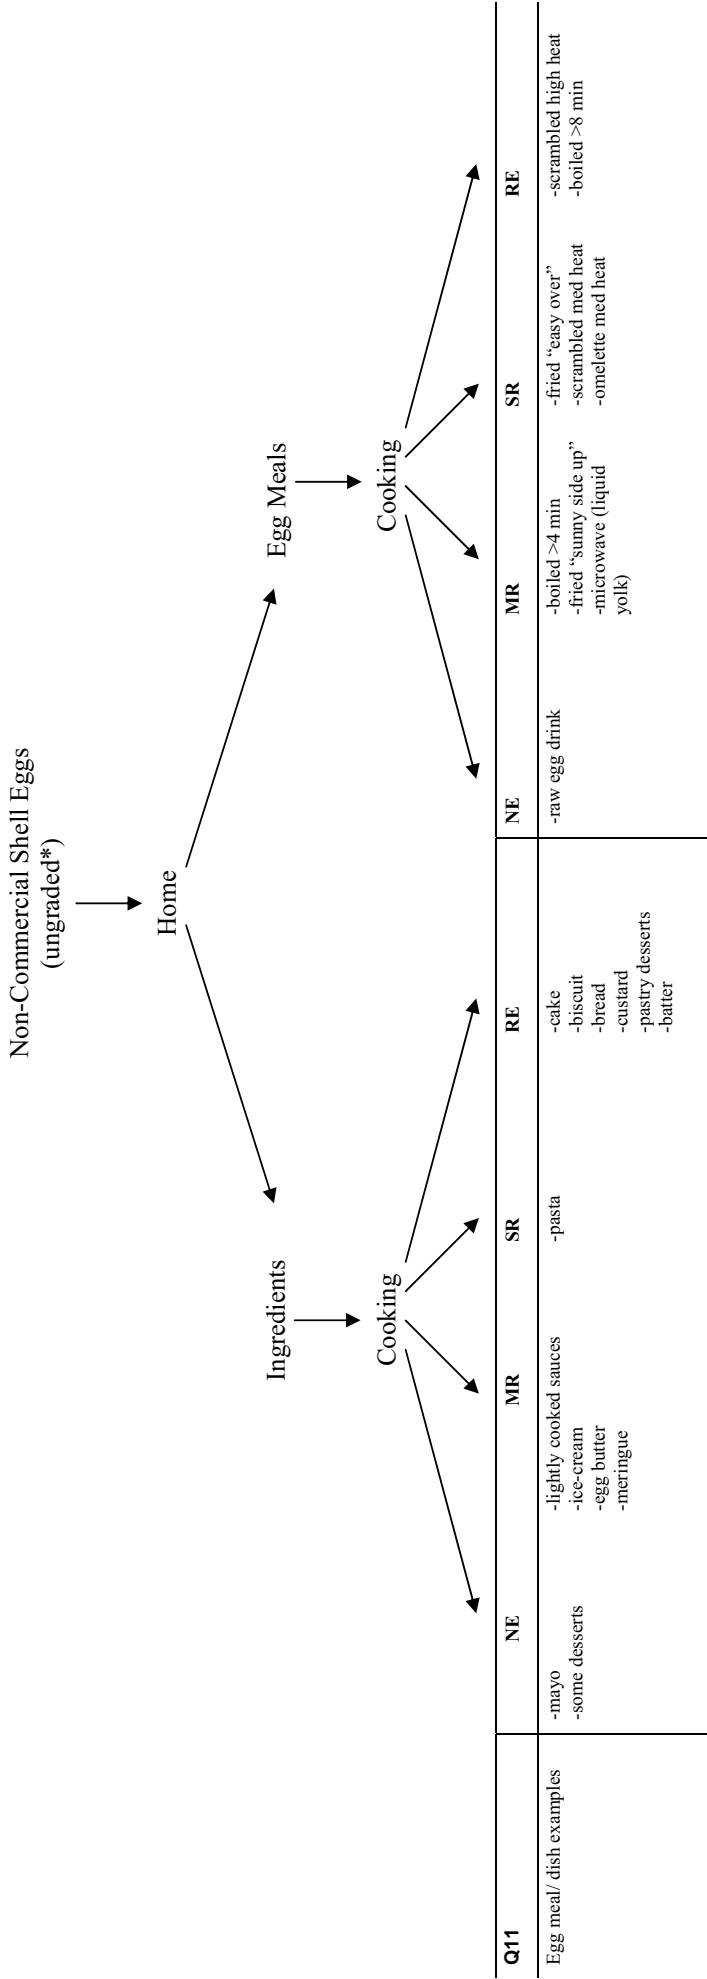 Non-Commercial Shell Eggs
(ungraded*)
Home
Ingredients
Egg Meals
Cooking
Cooking
Q11
NE
MR
SR
RE
NE
MR
SR
RE
Egg meal/ dish examples
-mayo
-some desserts
-lightly cooked sauces
-ice-cream
-egg butter
-meringue
-pasta
-cake
-biscuit
-bread
-custard
-pastry desserts
-batter
-raw egg drink
-boiled >4 min
-fried “sunny side up”
-microwave (liquid
yolk)
-fried “easy over”
-scrambled med heat
-omelette med heat
-scrambled high heat
-boiled >8 min